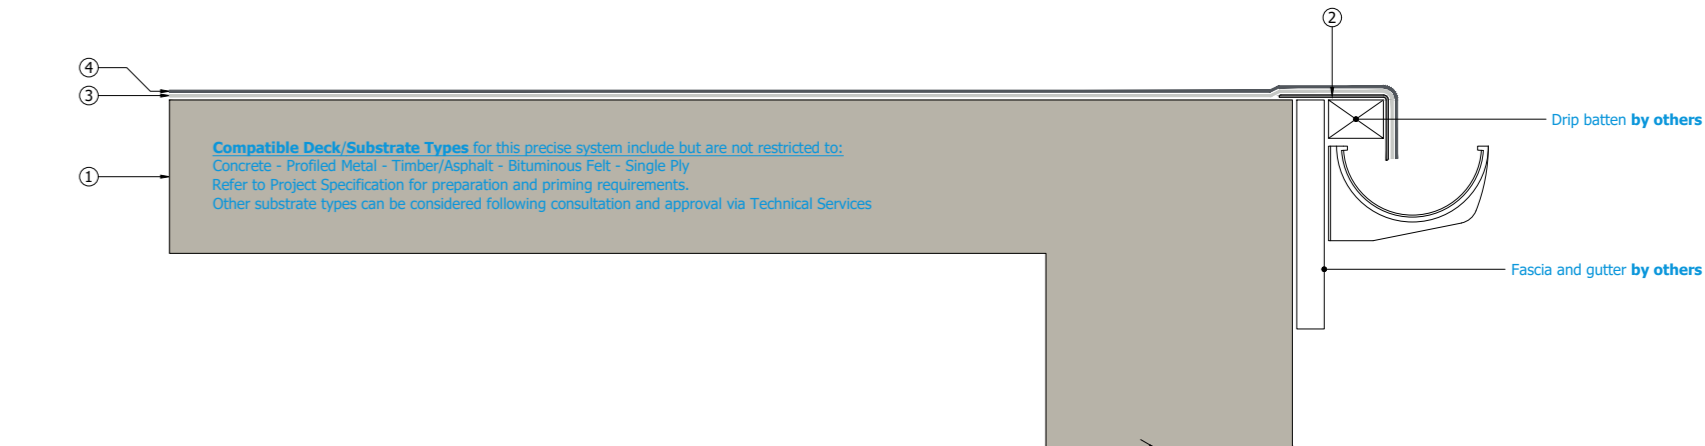 2
4
3
Drip batten by others
Compatible Deck/Substrate Types for this precise system include but are not restricted to:
Concrete - Profiled Metal - Timber/Asphalt - Bituminous Felt - Single Ply
1
Refer to Project Specification for preparation and priming requirements.
Other substrate types can be considered following consultation and approval via Technical Services
Fascia and gutter by others